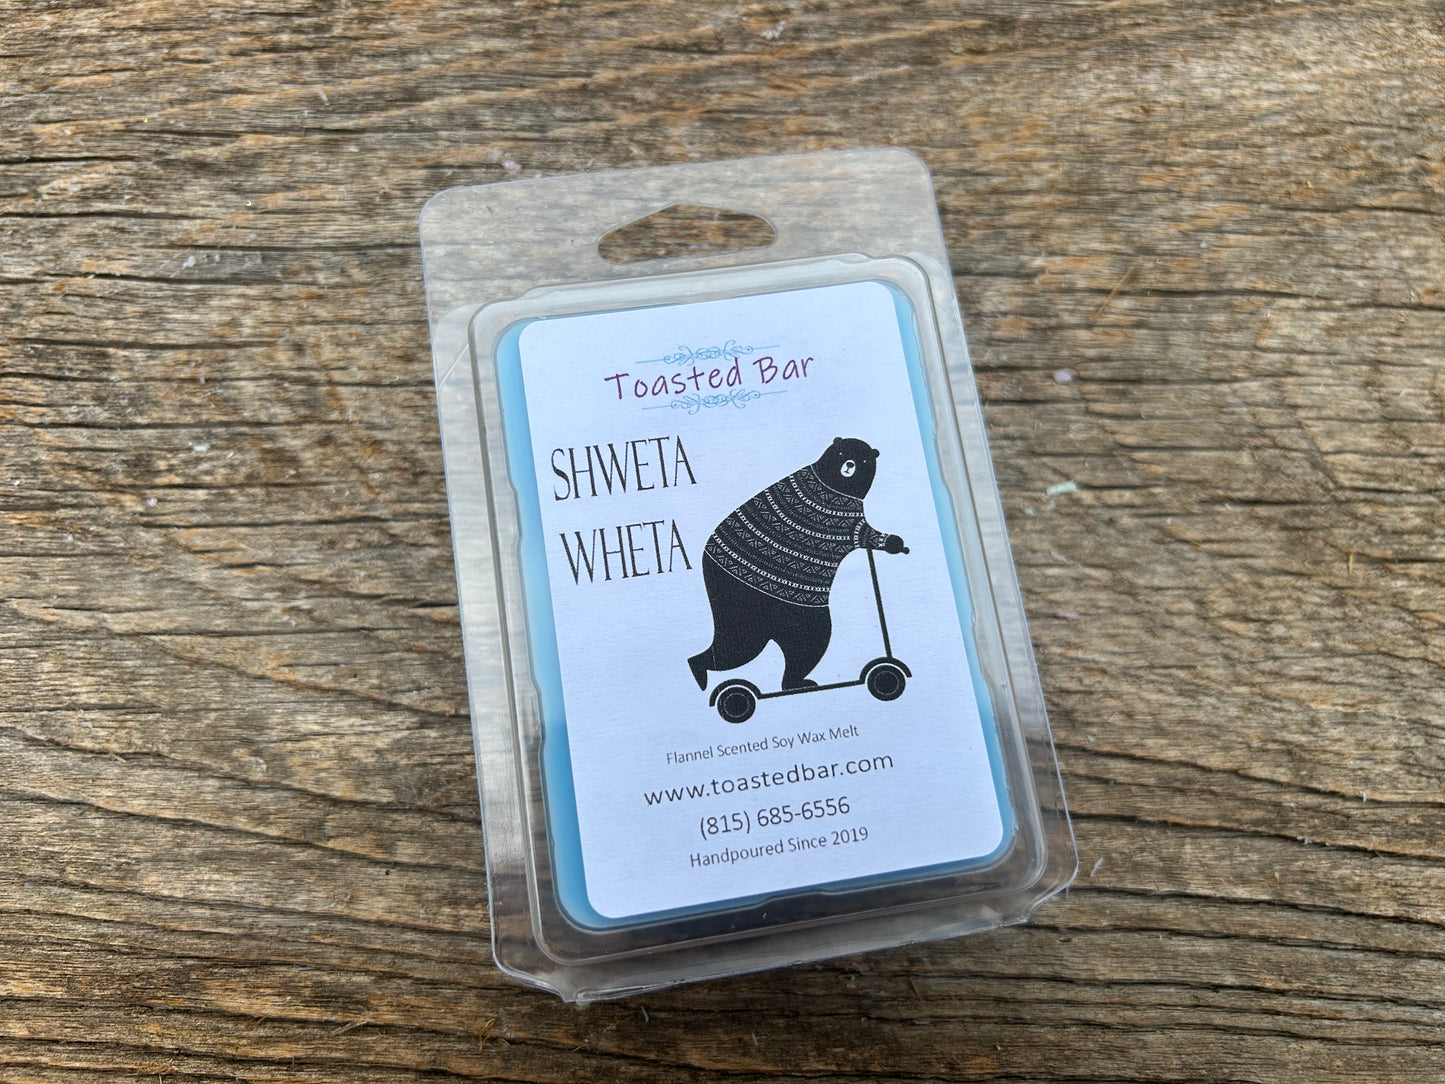 Toasted Bar
SHWETA
WHETA
Flannel Scented Soy Wax Melt
www.toastedbar.com
(815) 685-6556
Handpoured Since 2019